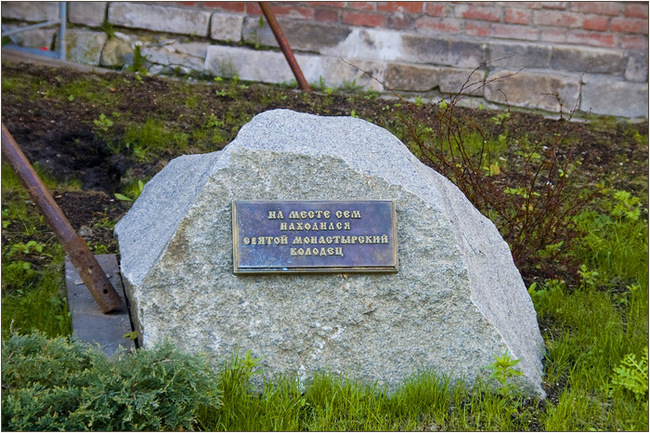 НА МЕСТЕ СЕМ
НАХОДИЛСЯ
СВЯТОЙ МОНАСТЫРСКИЙ
КОЛОДЕЦ